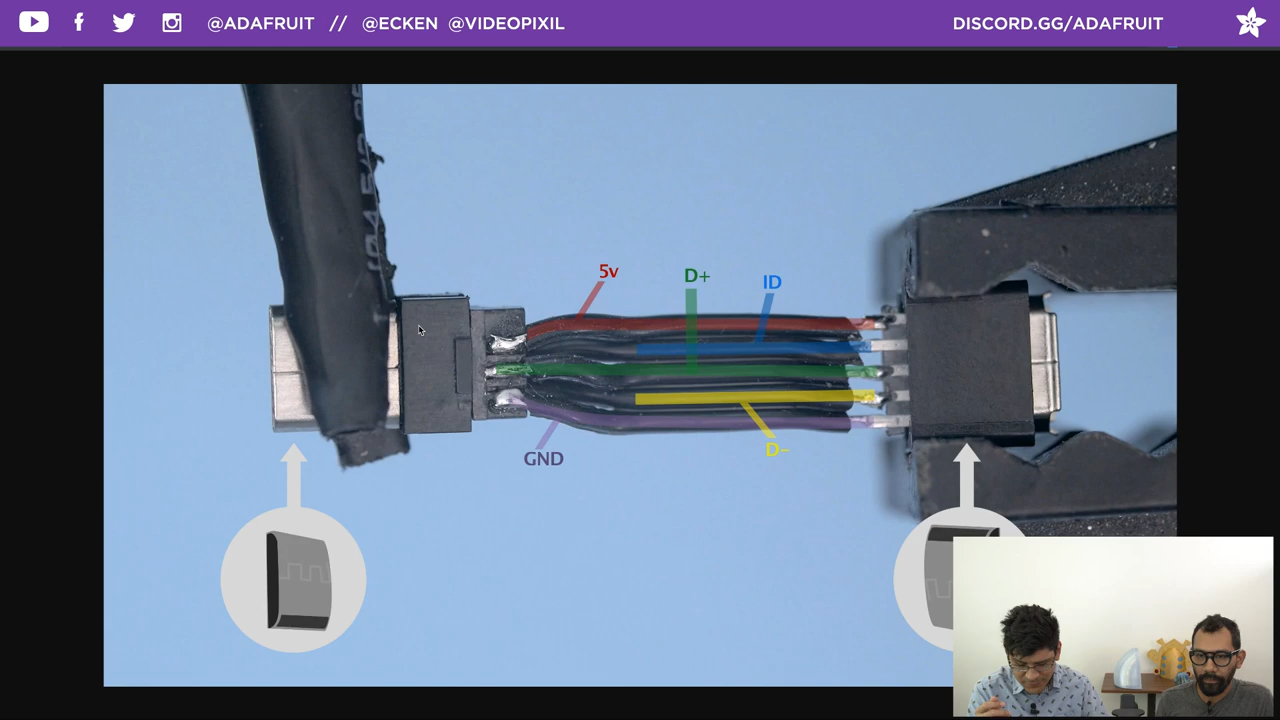 @ADAFRUIT // @ECKEN @VIDEOPIXIL
DISCORD.GG/ADAFRUIT
5v
D+
ID
GND
D-